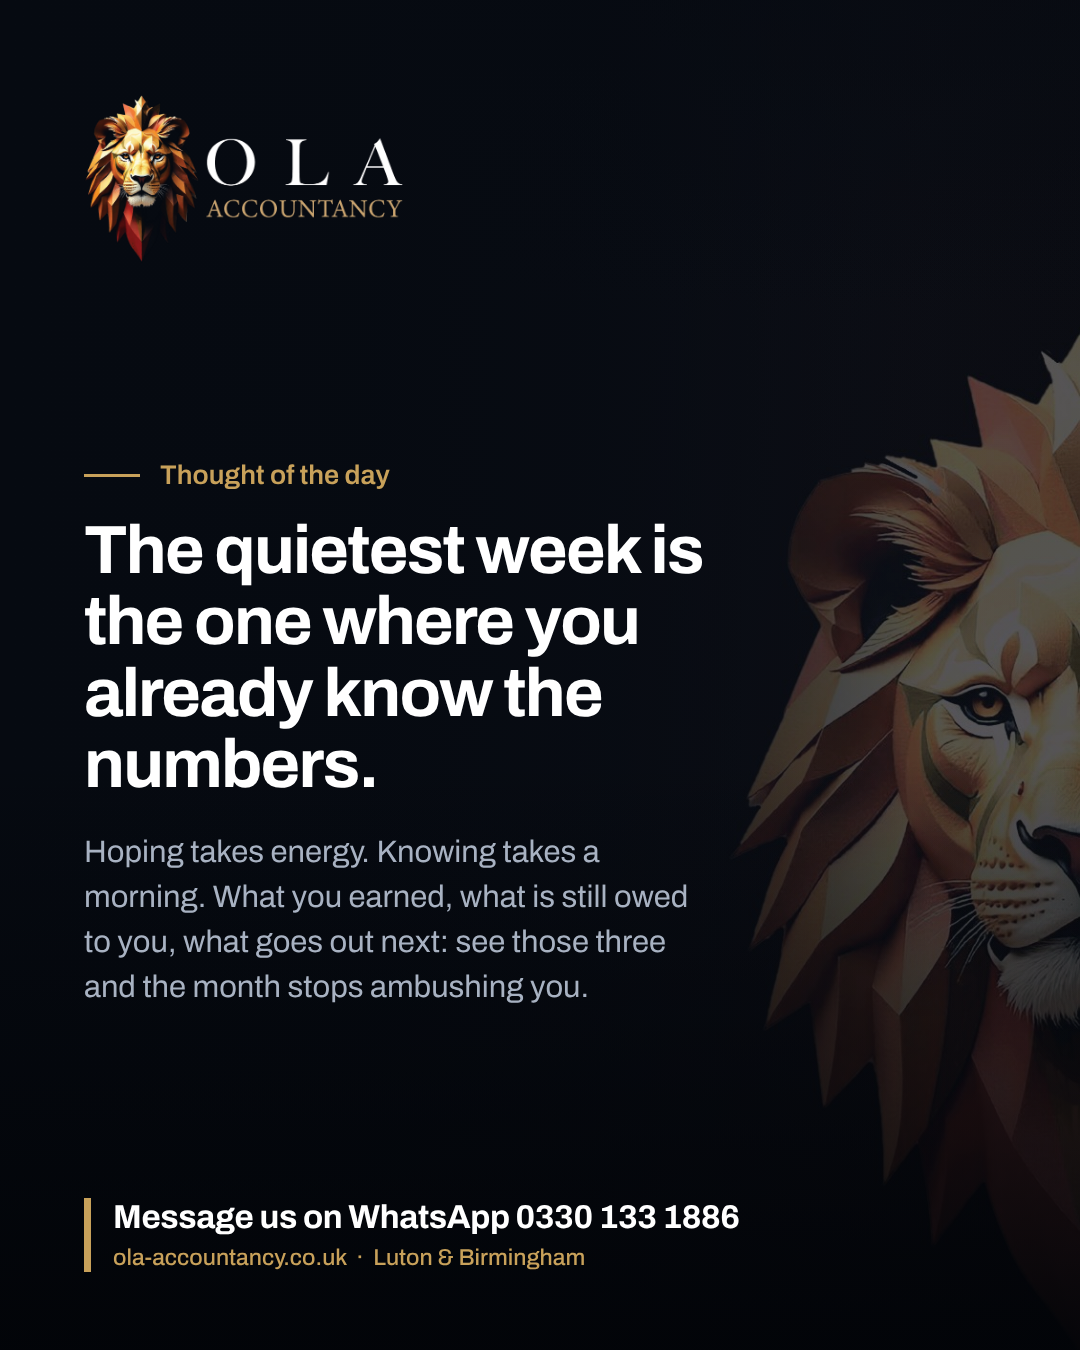 OLA
ACCOUNTANCY
Thought of the day
The quietest week is
the one where you
already know the
numbers.
Hoping takes energy. Knowing takes a
morning. What you earned, what is still owed
to you, what goes out next: see those three
and the month stops ambushing you.
Message us on WhatsApp 0330 133 1886
ola-accountancy.co.uk · Luton & Birmingham